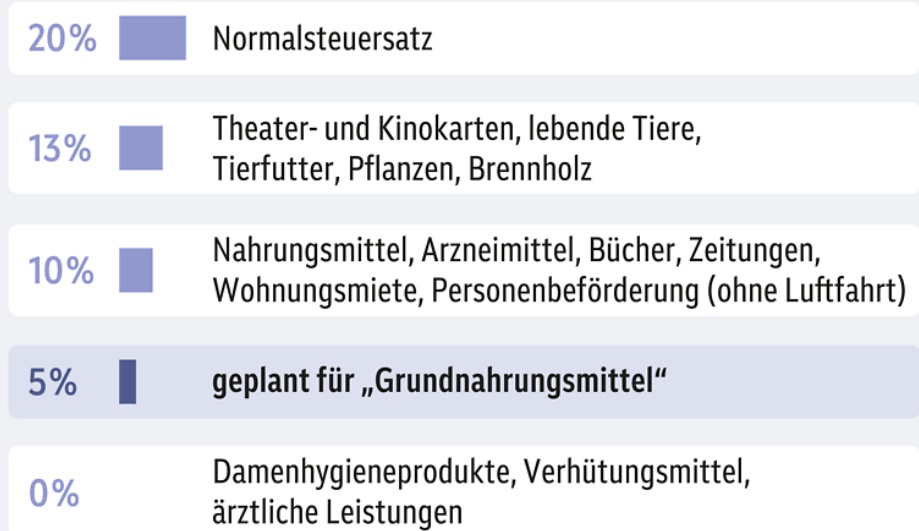 20% Normalsteuersatz
13% Theater- und Kinokarten, lebende Tiere,
Tierfutter, Pflanzen, Brennholz
10% Nahrungsmittel, Arzneimittel, Bücher, Zeitungen,
Wohnungsmiete, Personenbeförderung (ohne Luftfahrt)
5% geplant für „Grundnahrungsmittel“
0% Damenhygieneprodukte, Verhütungsmittel,
ärztliche Leistungen